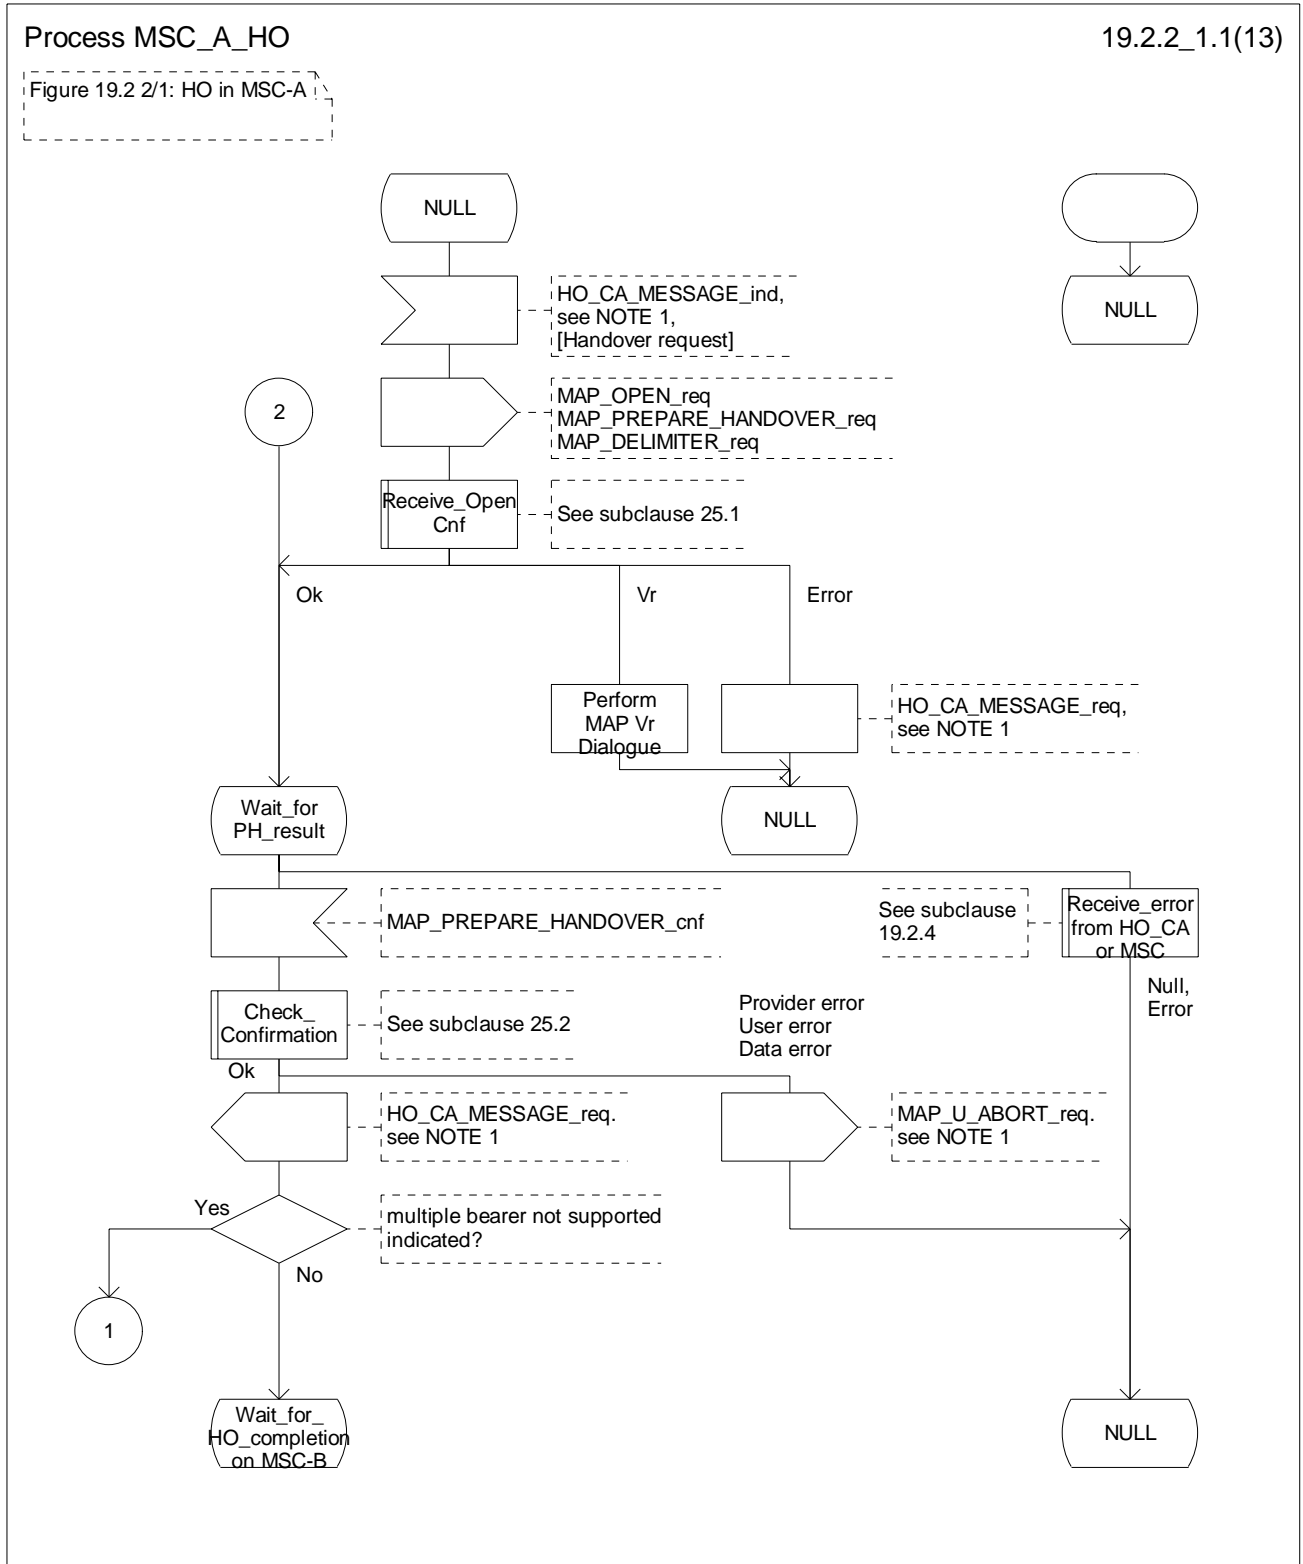 Process MSC_A_HO
19.2.2_1.1(13)
Figure 19.2 2/1: HO in MSC-A
NULL
HO_CA_MESSAGE_ind,
see NOTE 1,
[Handover request]
NULL
2
MAP_OPEN_req
MAP_PREPARE_HANDOVER_req
MAP_DELIMITER_req
Receive_Open
Cnf
See subclause 25.1
Ok
Vr
Error
Perform
MAP Vr
Dialogue
HO_CA_MESSAGE_req,
see NOTE 1
Wait_for
PH_result
NULL
MAP_PREPARE_HANDOVER_cnf
See subclause
19.2.4
Receive_error
from HO_CA
or MSC
Null,
Error
Check_
Confirmation
See subclause 25.2
Provider error
User error
Data error
Ok
HO_CA_MESSAGE_req.
see NOTE 1
MAP_U_ABORT_req.
see NOTE 1
Yes
multiple bearer not supported
indicated?
No
1
Wait_for_
HO_completion
on MSC-B
NULL